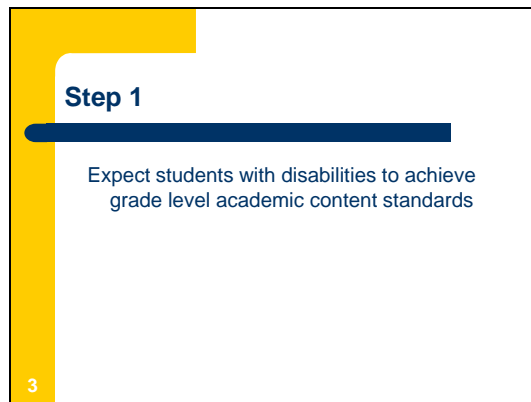 Step 1
Expect students with disabilities to achieve
grade level academic content standards
3